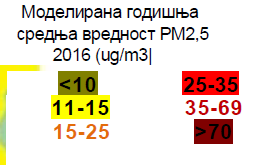 Моделирана годишња
средња вредност PM2,5
2016 (ug/m3|
<10 25-35
11-15 35-69
15-25 >70